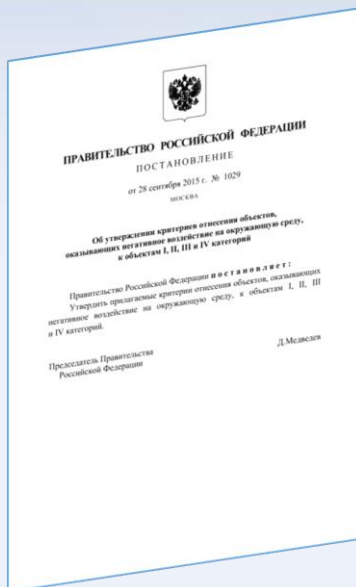 ПРАВИТЕЛЬСТВО РОССИЙСКОЙ ФЕДЕРАЦИИ
ПОСТАНОВЛЕНИЕ
от 28 сентября 2015 г. № 1029
МОСКВА
Об утверждении критериев отнесения объектов,
оказывающих негативное воздействие на окружающую среду,
к объектам I, II, III и IV категорий
Правительство Российской Федерации постановляет:
Утвердить прилагаемые критерии отнесения объектов, оказывающих
негативное воздействие на окружающую среду, к объектам I, II, III
и IV категорий.
Председатель Правительства
Российской Федерации
Д.Медведев